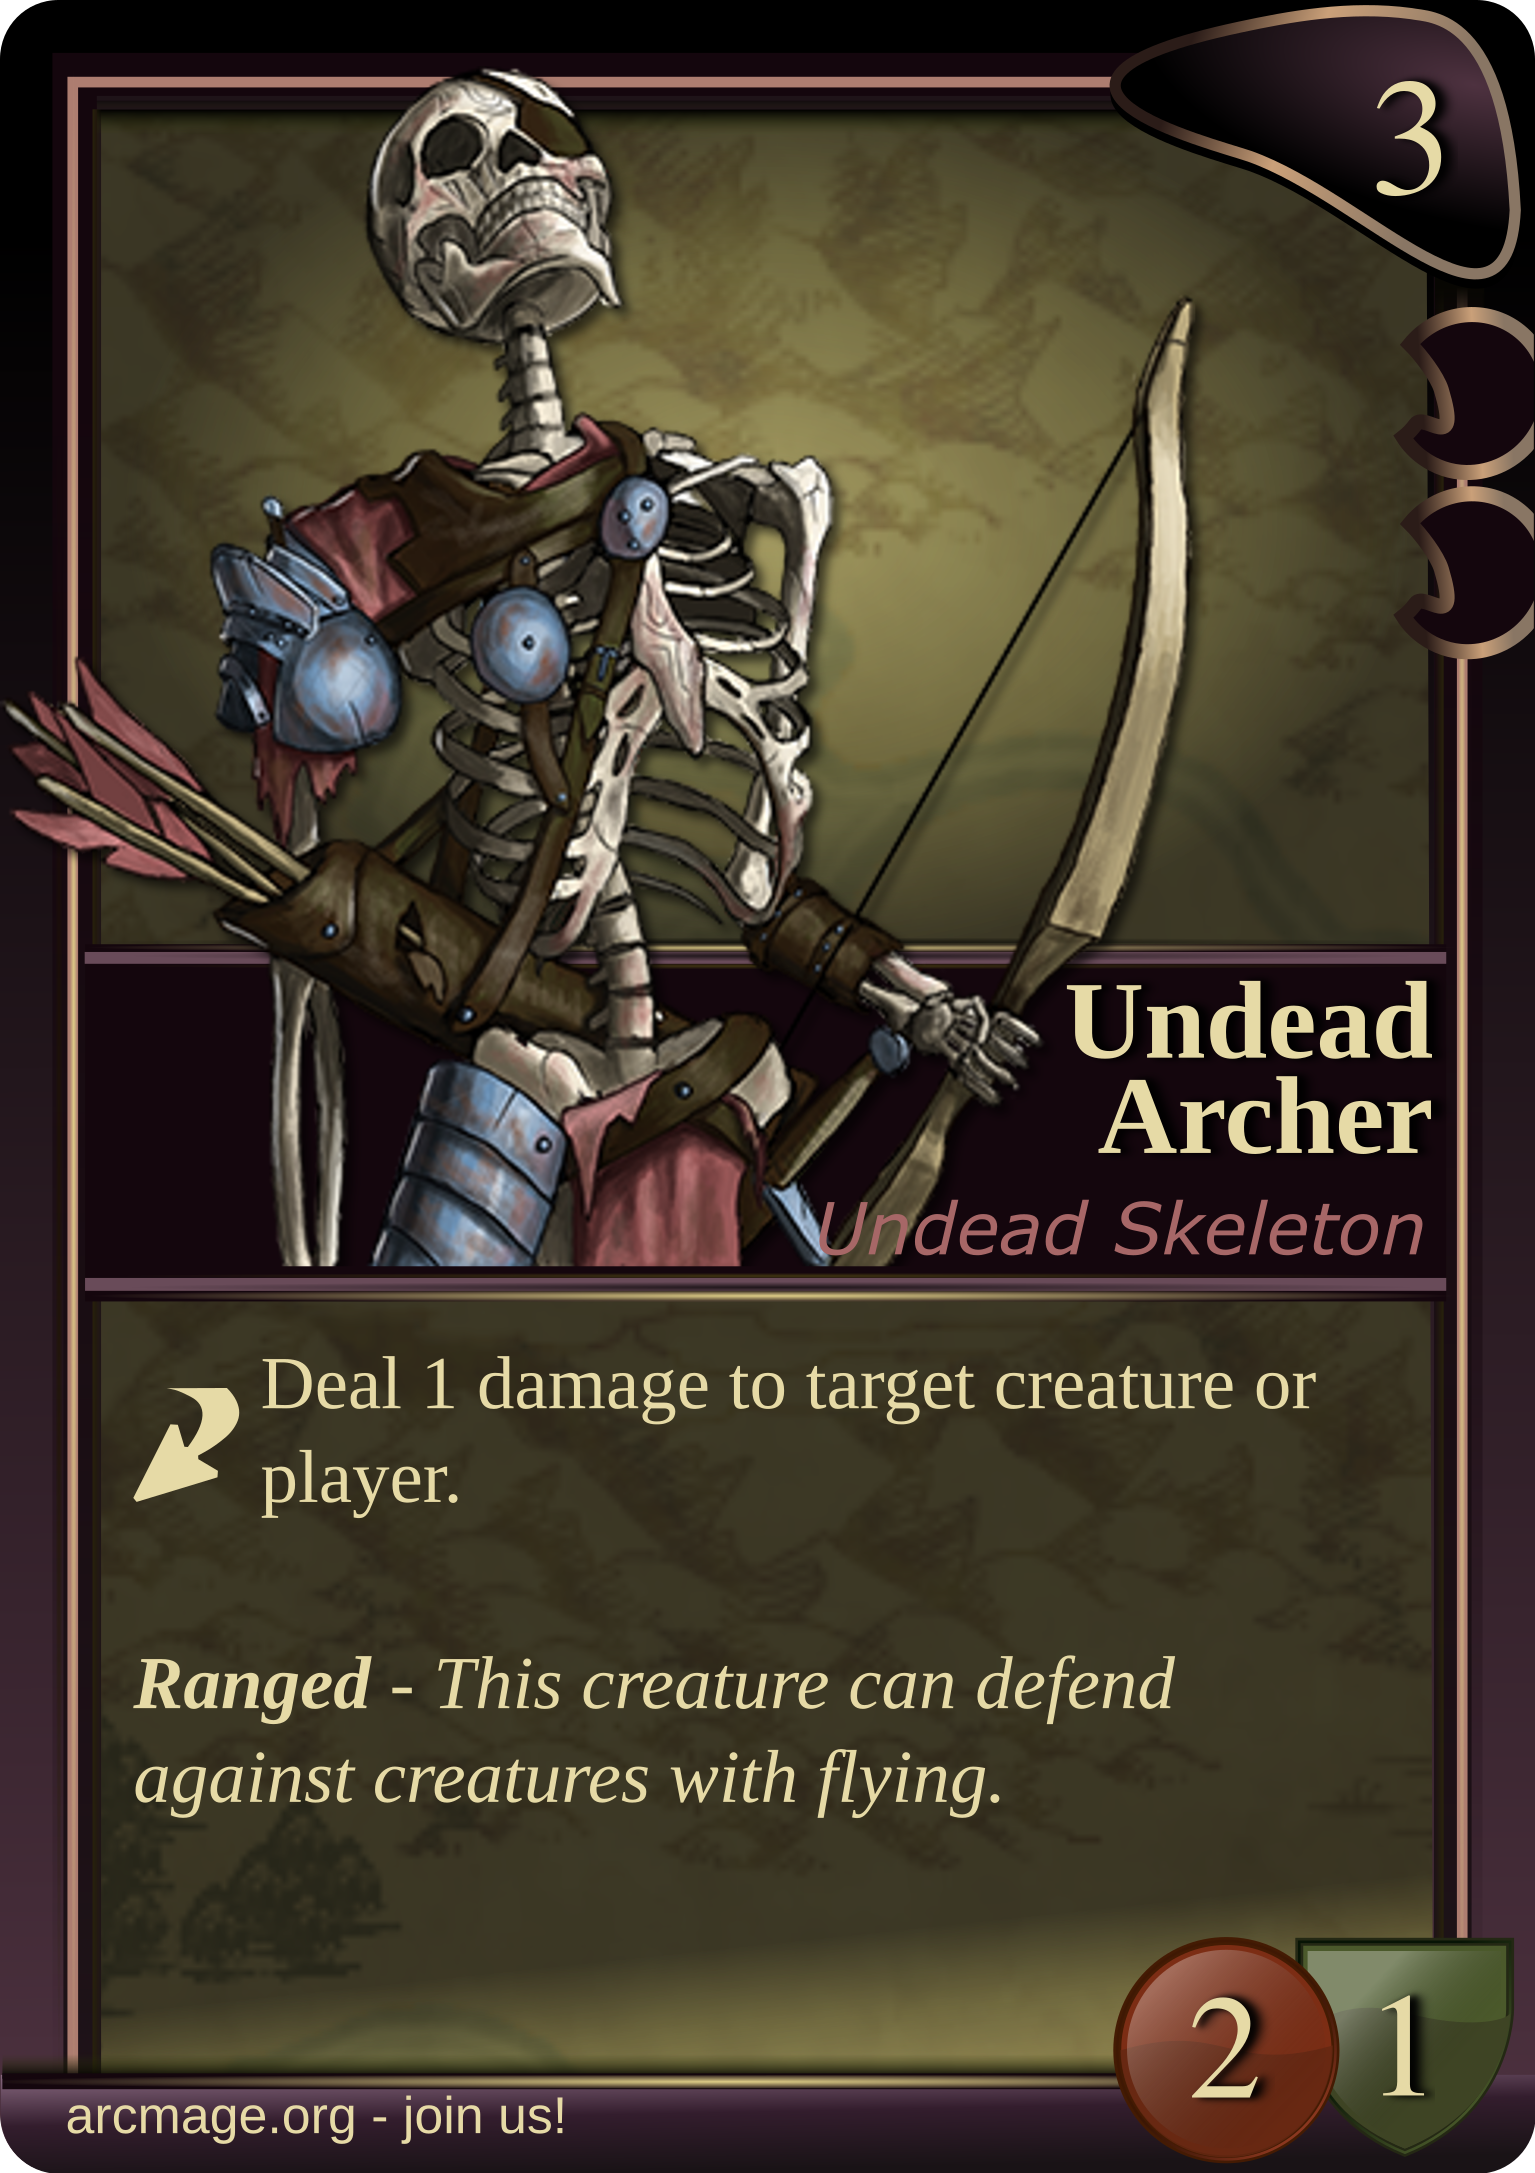 3
Undead
Archer
Undead Skeleton
Deal 1 damage to target creature or
player.
Ranged - This creature can defend
against creatures with flying.
2 1
arcmage.org - join us!